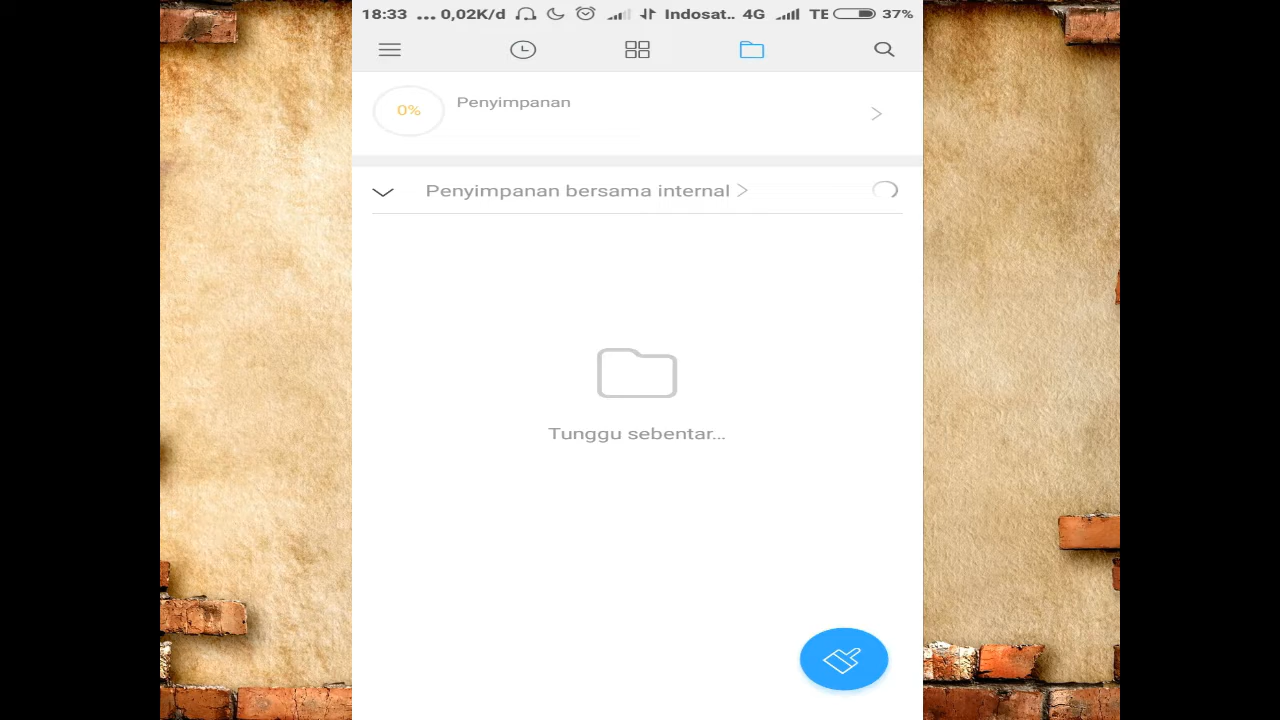 18:33 ... 0,02K/d Indosat.. 4G TE 37%
0% Penyimpanan
Penyimpanan bersama internal >
Tunggu sebentar...